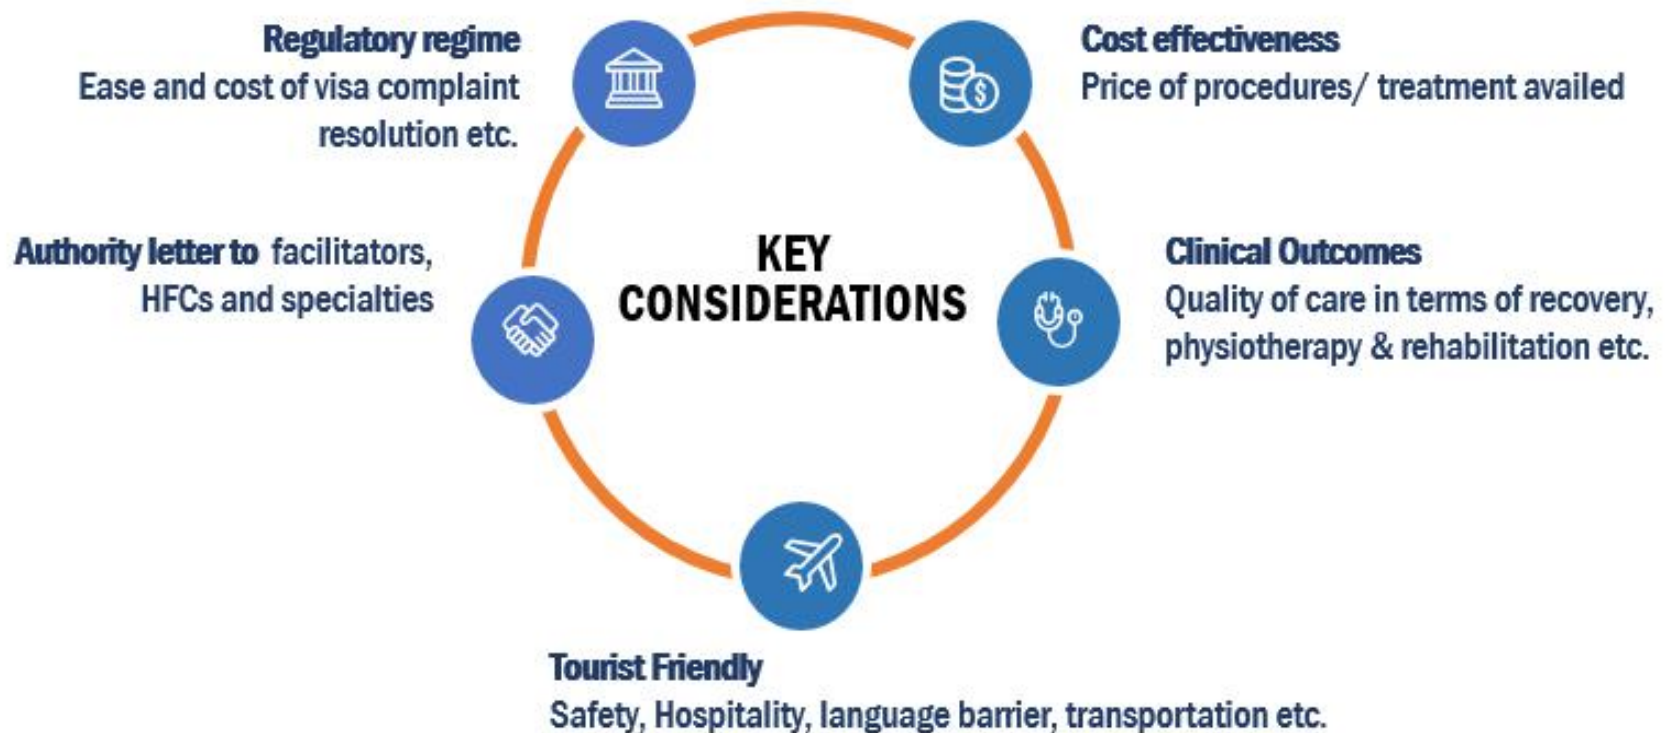 Regulatory regime
Ease and cost of visa complaint
resolution etc.
Cost effectiveness
Price of procedures/ treatment availed
Authority letter to facilitators,
HFCs and specialties
KEY
CONSIDERATIONS
Clinical Outcomes
Quality of care in terms of recovery,
physiotherapy & rehabilitation etc.
Tourist Friendly
Safety, Hospitality, language barrier, transportation etc.